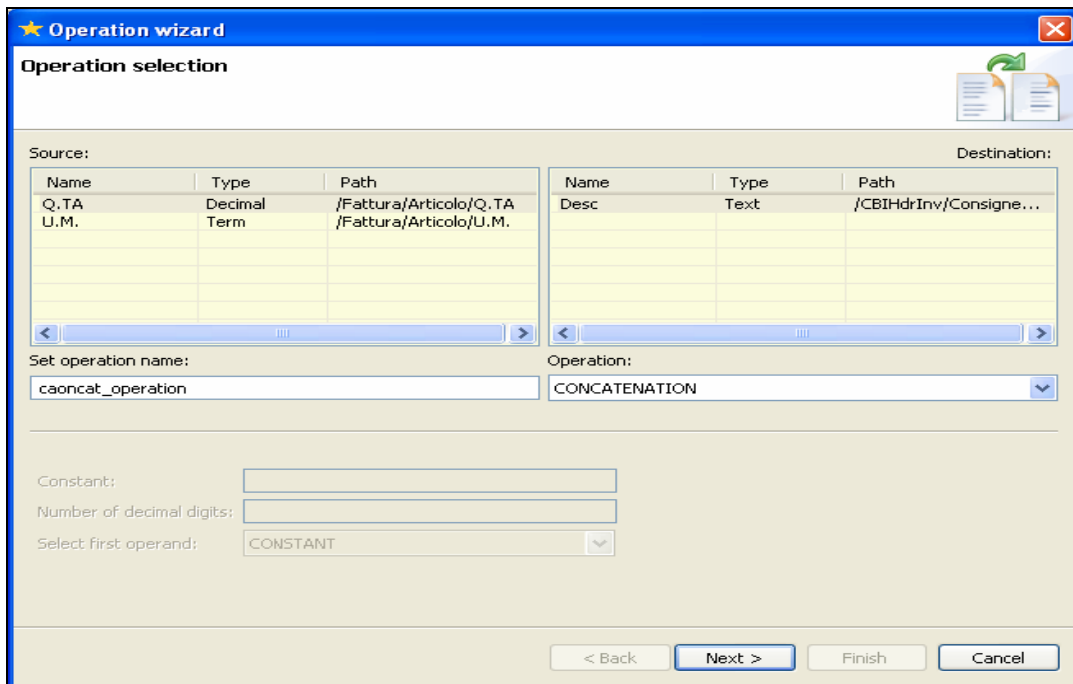 Operation wizard
Operation selection
Source: Destination:
Name Type Path Name Type Path
Q.TA Decimal /Fattura/Articolo/Q.TA Desc Text /CBIHdrInv/Consigne...
U.M. Term /Fattura/Articolo/U.M.
Set operation name: Operation:
caoncat_operation CONCATENATION
Constant:
Number of decimal digits:
Select first operand: CONSTANT
< Back Next > Finish Cancel